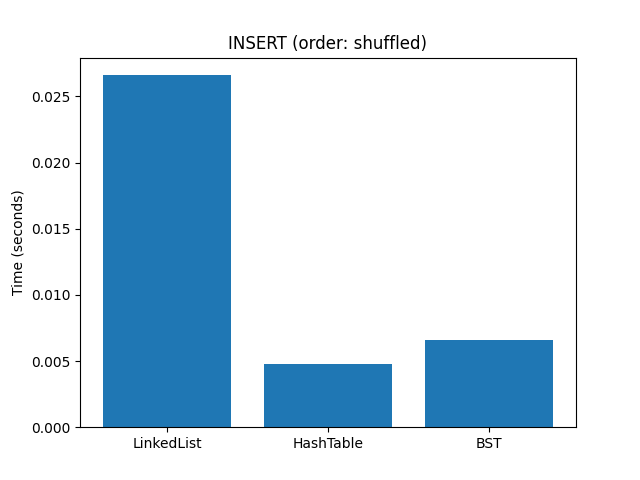 INSERT (order: shuffled)
Time (seconds)
0.025
0.020
0.015
0.010
0.005
0.000
LinkedList
HashTable
BST